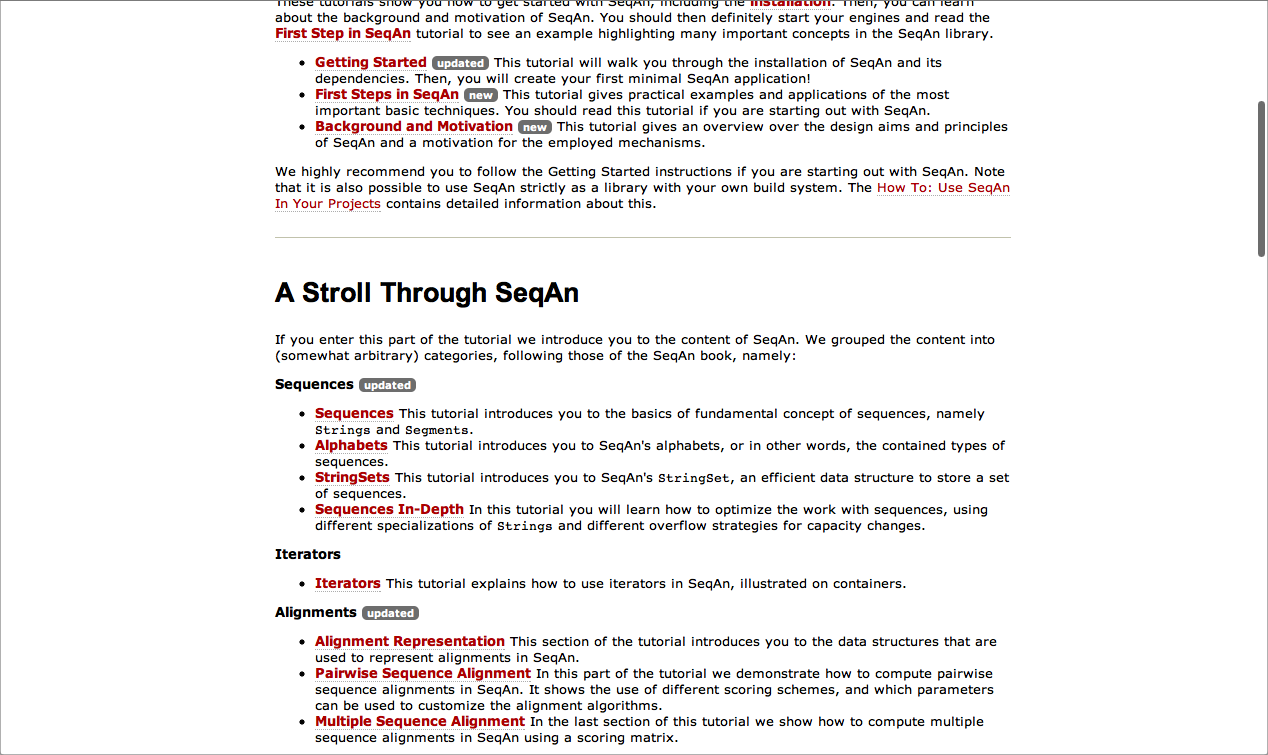 These tutorials show you how to get started with SeqAn, including the Installation. Then, you can learn
about the background and motivation of SeqAn. You should then definitely start your engines and read the
First Step in SeqAn tutorial to see an example highlighting many important concepts in the SeqAn library.
• Getting Started updated This tutorial will walk you through the installation of SeqAn and its
dependencies. Then, you will create your first minimal SeqAn application!
• First Steps in SeqAn new This tutorial gives practical examples and applications of the most
important basic techniques. You should read this tutorial if you are starting out with SeqAn.
• Background and Motivation new This tutorial gives an overview over the design aims and principles
of SeqAn and a motivation for the employed mechanisms.
We highly recommend you to follow the Getting Started instructions if you are starting out with SeqAn. Note
that it is also possible to use SeqAn strictly as a library with your own build system. The How To: Use SeqAn
In Your Projects contains detailed information about this.
A Stroll Through SeqAn
If you enter this part of the tutorial we introduce you to the content of SeqAn. We grouped the content into
(somewhat arbitrary) categories, following those of the SeqAn book, namely:
Sequences updated
• Sequences This tutorial introduces you to the basics of fundamental concept of sequences, namely
Strings and Segments.
• Alphabets This tutorial introduces you to SeqAn's alphabets, or in other words, the contained types of
sequences.
• StringSets This tutorial introduces you to SeqAn's StringSet, an efficient data structure to store a set
of sequences.
• Sequences In-Depth In this tutorial you will learn how to optimize the work with sequences, using
different specializations of Strings and different overflow strategies for capacity changes.
Iterators
• Iterators This tutorial explains how to use iterators in SeqAn, illustrated on containers.
Alignments updated
• Alignment Representation This section of the tutorial introduces you to the data structures that are
used to represent alignments in SeqAn.
• Pairwise Sequence Alignment In this part of the tutorial we demonstrate how to compute pairwise
sequence alignments in SeqAn. It shows the use of different scoring schemes, and which parameters
can be used to customize the alignment algorithms.
• Multiple Sequence Alignment In the last section of this tutorial we show how to compute multiple
sequence alignments in SeqAn using a scoring matrix.